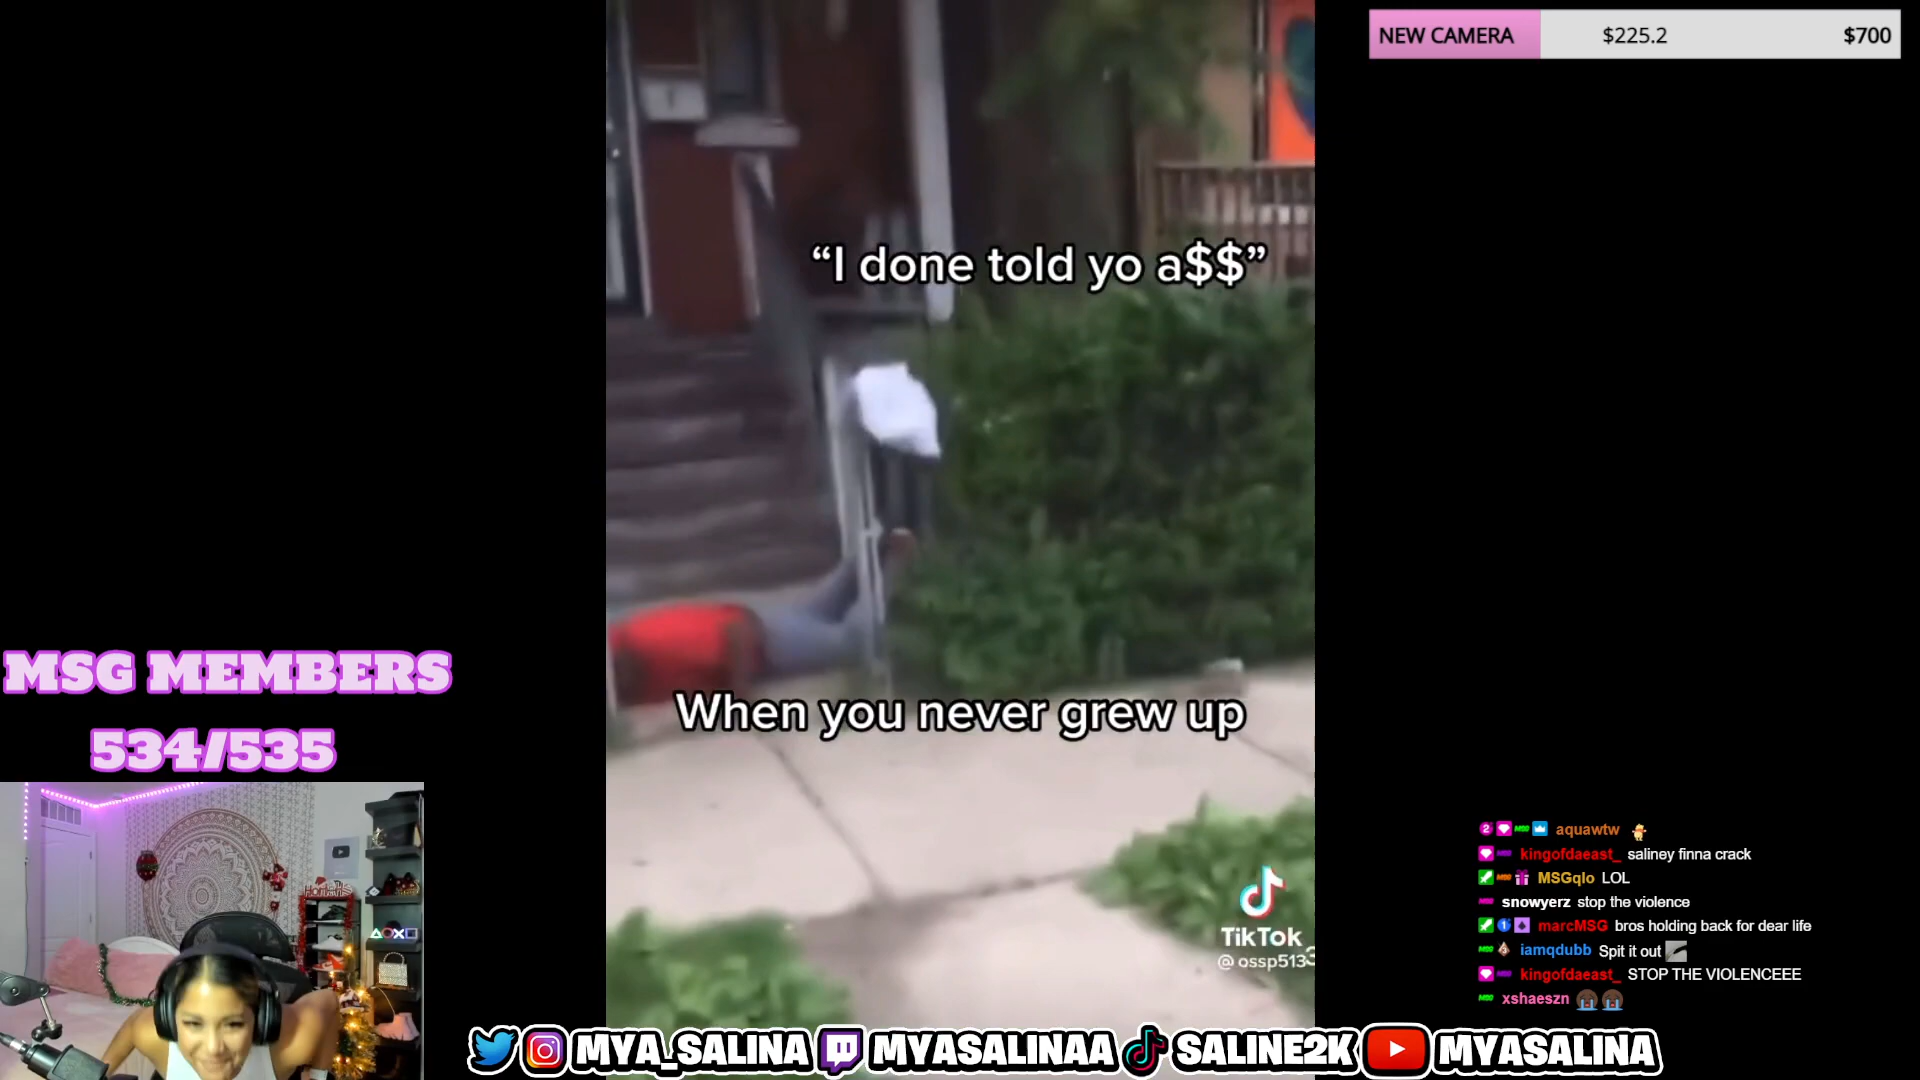 NEW CAMERA $225.2 $700
“I done told yo a$$”
When you never grew up
MSG MEMBERS
534/535
TikTok
@ossp513
aquawtw
kingofdaeast_ saliney finna crack
MSGqlo LOL
snowyerz stop the violence
marcMSG bros holding back for dear life
iamqdubb Spit it out
kingofdaeast_ STOP THE VIOLENCEEE
xshaeszn
MYA_SALINA MYASALINAA SALINE2K MYASALINA